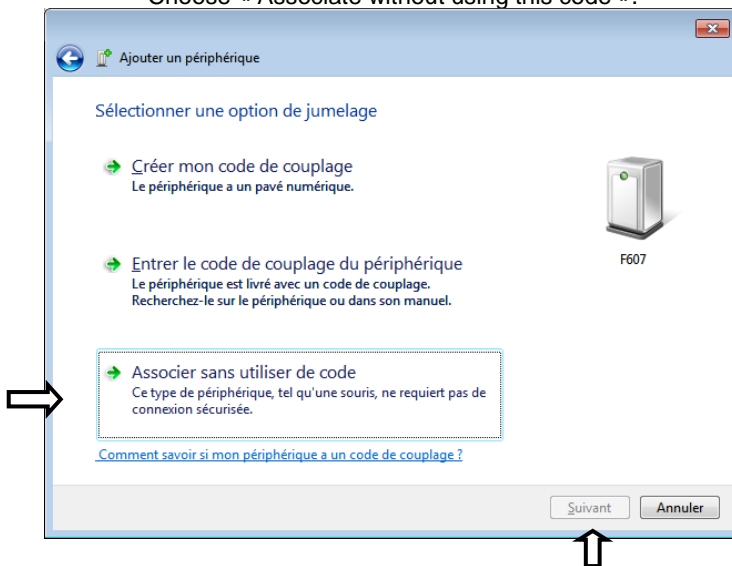 Choose « Associate without using this code ».
Ajouter un périphérique
Sélectionner une option de jumelage
Créer mon code de couplage
Le périphérique a un pavé numérique.
Entrer le code de couplage du périphérique
Le périphérique est livré avec un code de couplage.
Recherchez-le sur le périphérique ou dans son manuel.
F607
Associer sans utiliser de code
Ce type de périphérique, tel qu'une souris, ne requiert pas de
connexion sécurisée.
Comment savoir si mon périphérique a un code de couplage ?
Suivant
Annuler